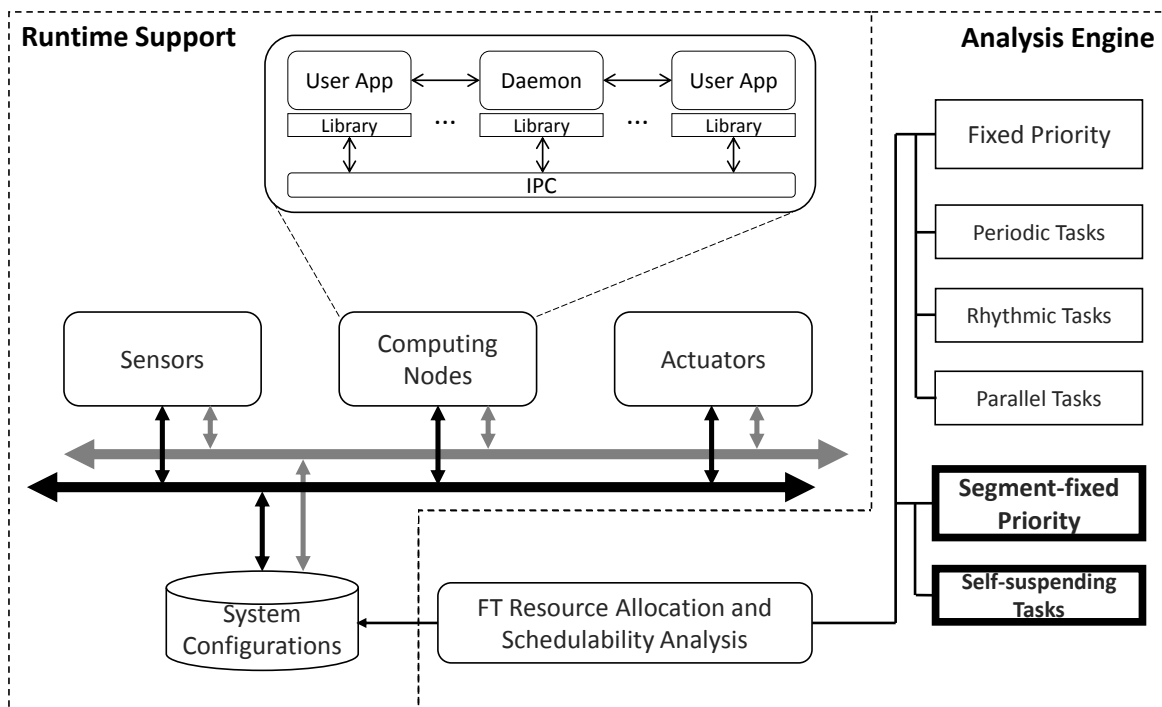 Runtime Support
Analysis Engine
User App
Daemon
User App
Library
...
Library
...
Library
IPC
Fixed Priority
Periodic Tasks
Rhythmic Tasks
Parallel Tasks
Sensors
Computing
Nodes
Actuators
Segment-fixed
Priority
Self-suspending
Tasks
System
Configurations
FT Resource Allocation and
Schedulability Analysis